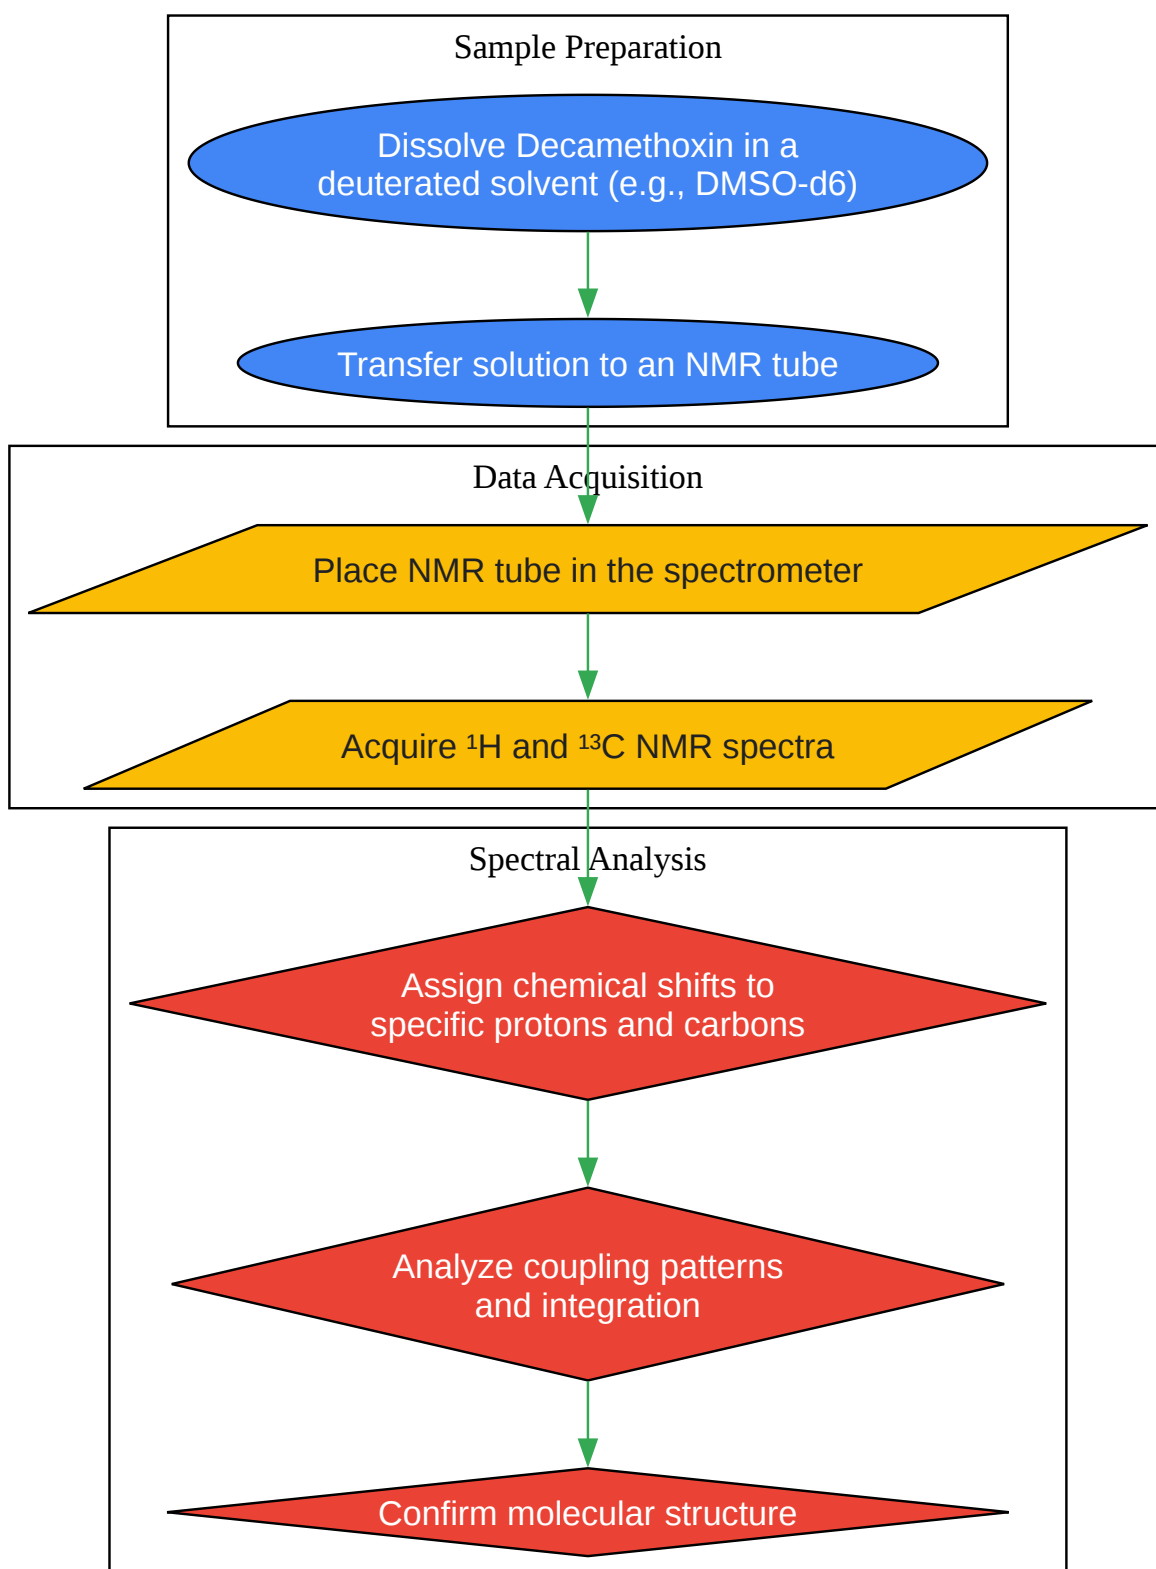 Sample Preparation
Dissolve Decamethoxin in a
deuterated solvent (e.g., DMSO-d6)
Transfer solution to an NMR tube
Data Acquisition
Place NMR tube in the spectrometer
Acquire ¹H and ¹³C NMR spectra
Spectral Analysis
Assign chemical shifts to
specific protons and carbons
Analyze coupling patterns
and integration
Confirm molecular structure